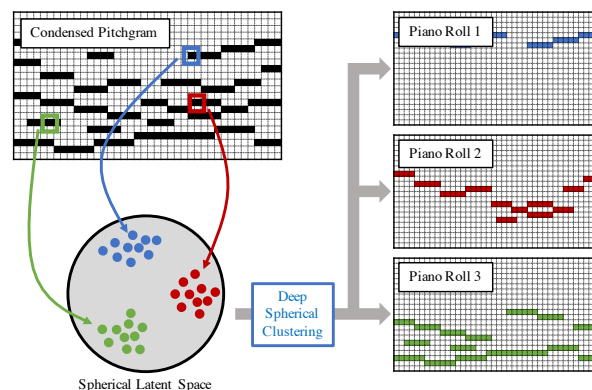 Condensed Pitchgram
Piano Roll 1
Piano Roll 2
Piano Roll 3
Deep
Spherical
Clustering
Spherical Latent Space